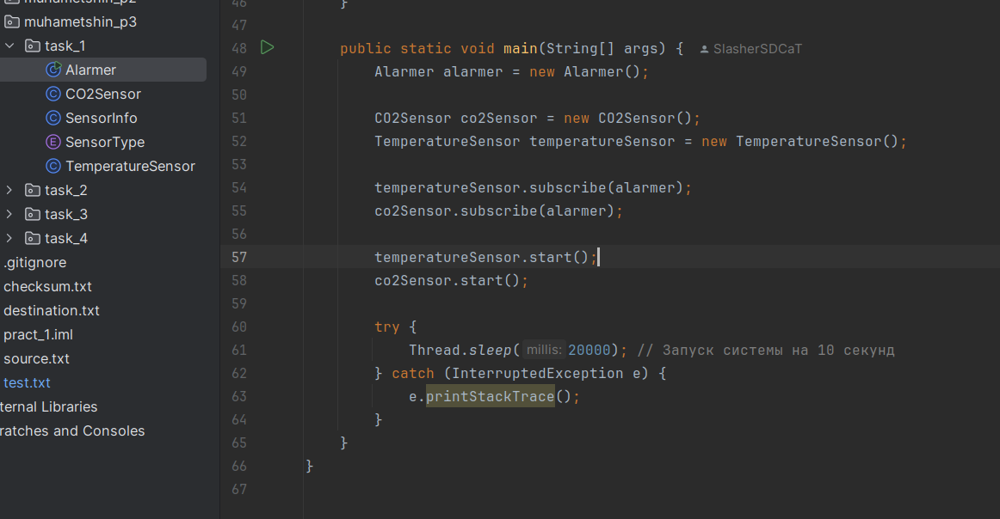 muhametshin_p2
muhametshin_p3
task_1
Alarmer
CO2Sensor
SensorInfo
SensorType
TemperatureSensor
task_2
task_3
task_4
.gitignore
checksum.txt
destination.txt
pract_1.iml
source.txt
test.txt
ternal Libraries
ratches and Consoles
46 }
47
48 public static void main(String[] args) { SlasherSDCaT
49 Alarmer alarmer = new Alarmer();
50
51 CO2Sensor co2Sensor = new CO2Sensor();
52 TemperatureSensor temperatureSensor = new TemperatureSensor();
53
54 temperatureSensor.subscribe(alarmer);
55 co2Sensor.subscribe(alarmer);
56
57 temperatureSensor.start();
58 co2Sensor.start();
59
60 try {
61 Thread.sleep( millis: 20000); // Запуск системы на 10 секунд
62 } catch (InterruptedException e) {
63 e.printStackTrace();
64 }
65 }
66 }
67